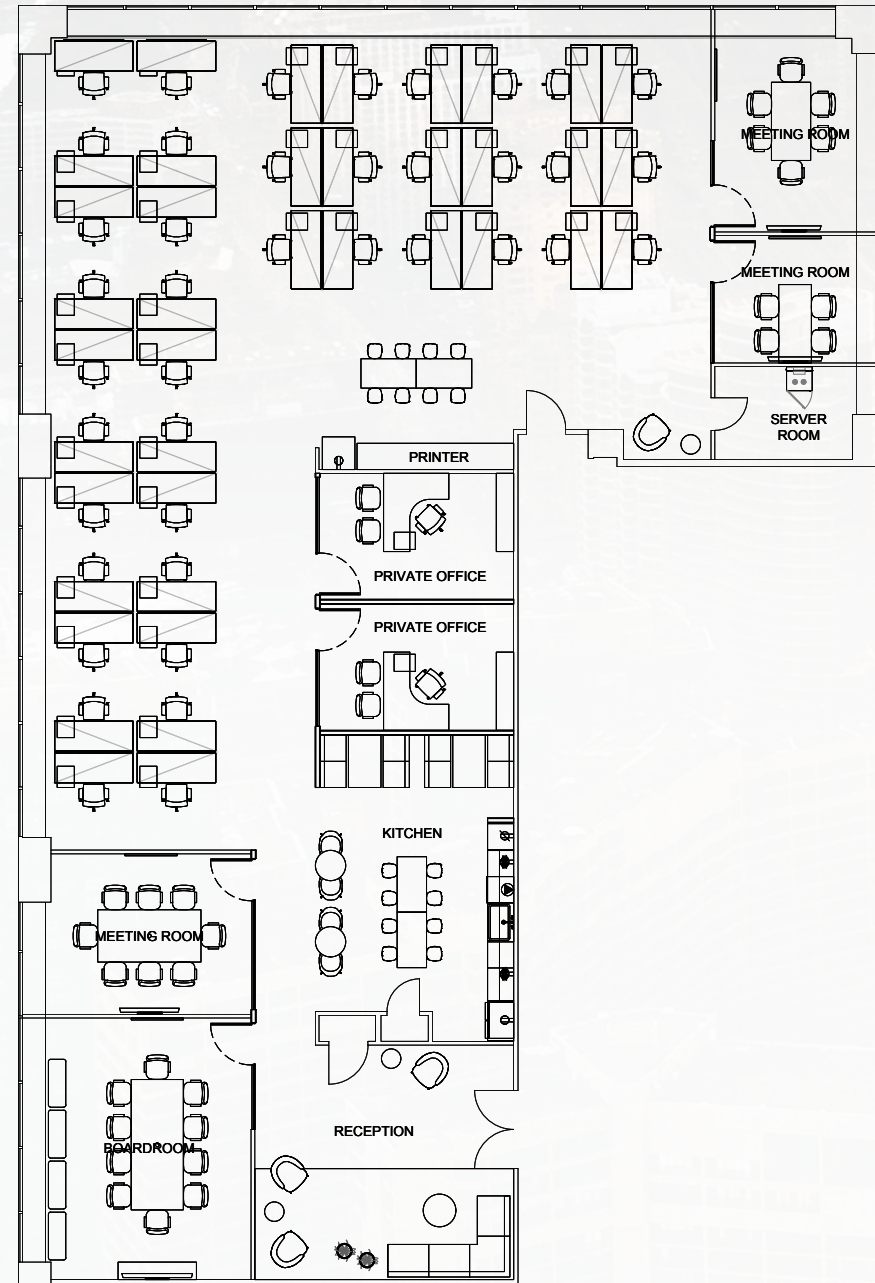 MEETING ROOM
MEETING ROOM
SERVER
ROOM
PRINTER
PRIVATE OFFICE
PRIVATE OFFICE
KITCHEN
MEETING ROOM
RECEPTION
BOARDROOM